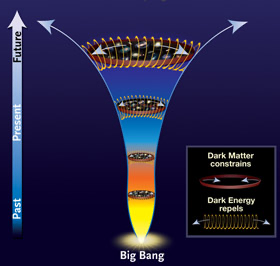 Future
Present
Past
Big Bang
Dark Matter
constrains
Dark Energy
repels